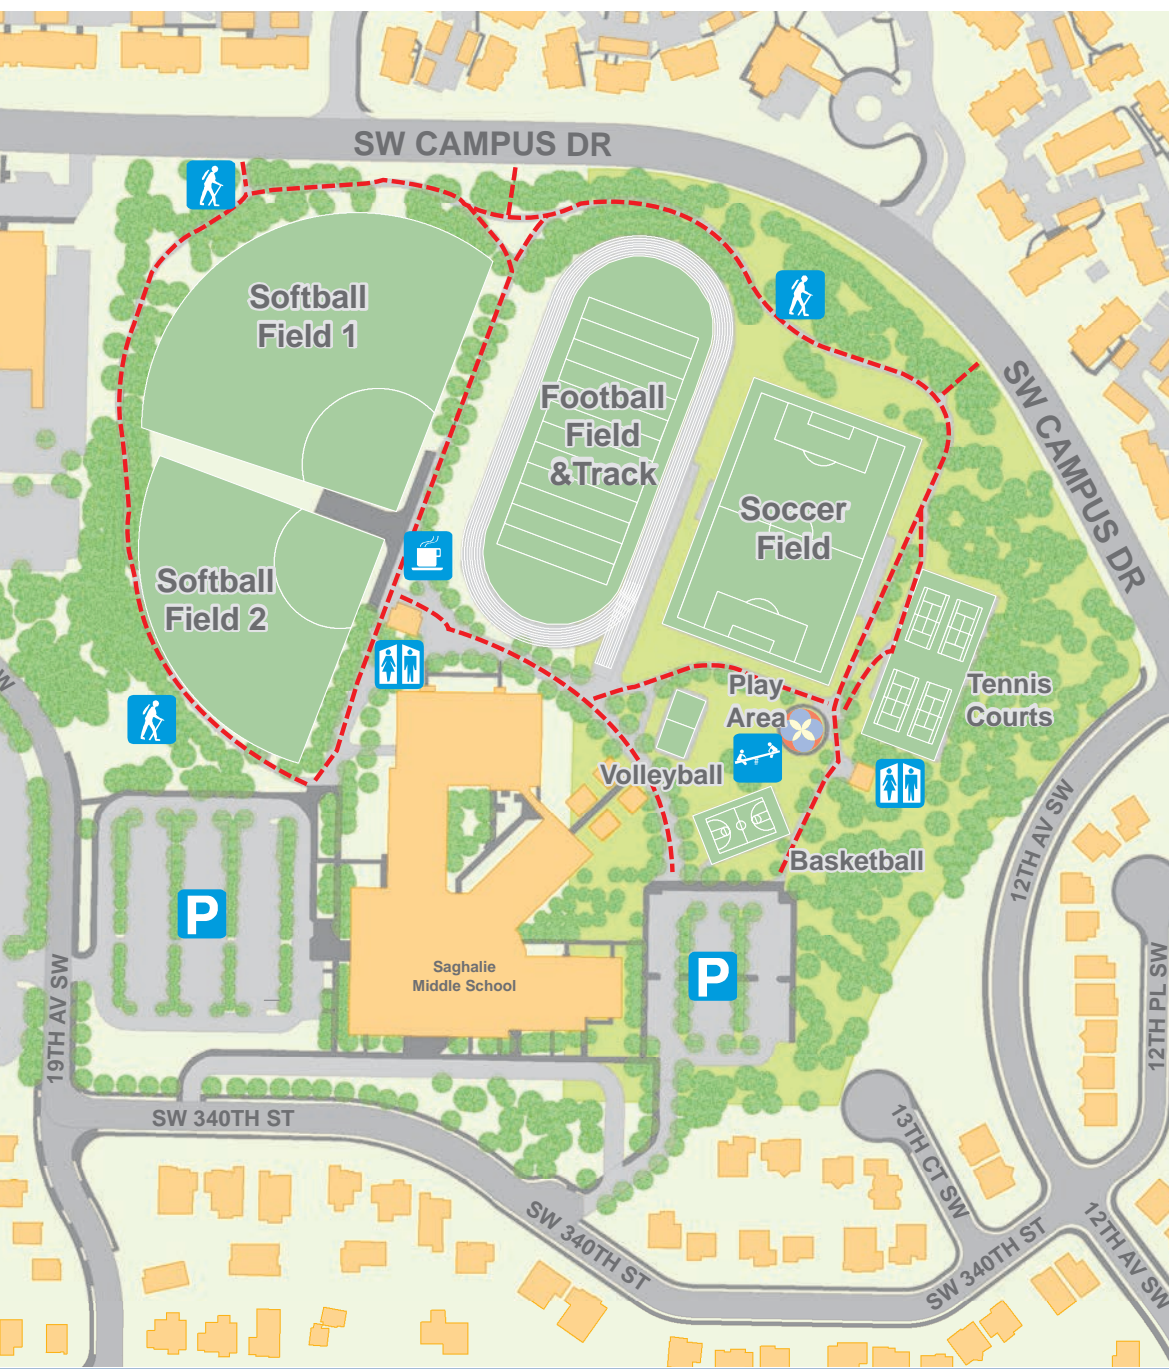 SW CAMPUS DR
Softball
Field 1
Football
Field
&Track
SW CAMPUS DR
Soccer
Field
Softball
Field 2
W
Play
Area
Tennis
Courts
Volleyball
Basketball
12TH AV SW
P
P
Saghalie
Middle School
19TH AV SW
12TH PL SW
SW 340TH ST
13TH CT SW
SW 340TH ST
SW 340TH ST
12TH AV SW